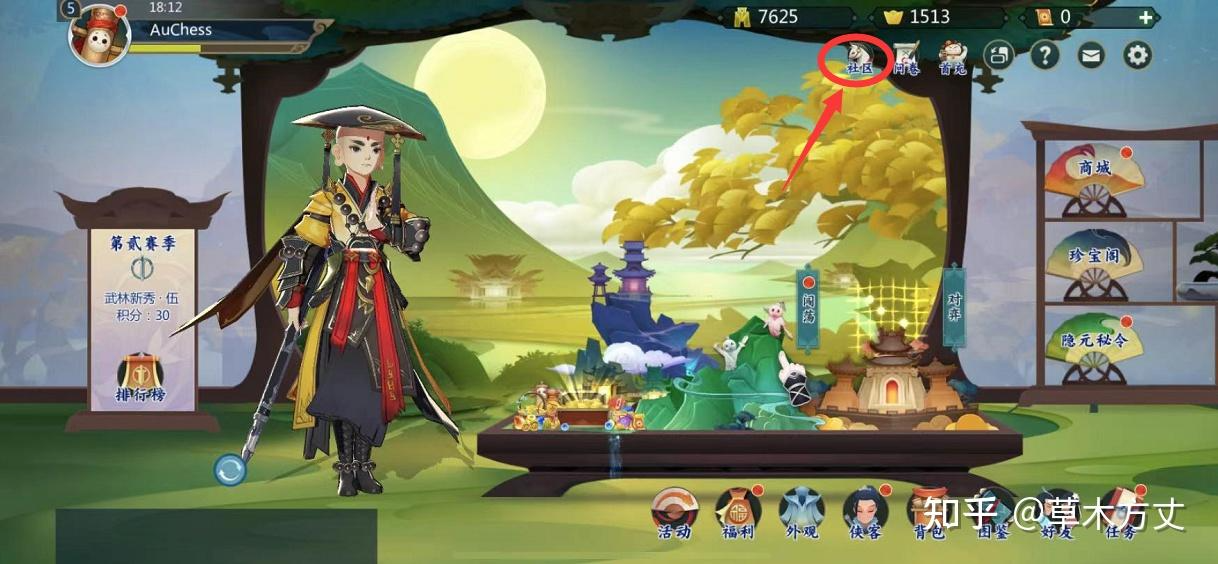 5
18:12
AuChess
7625
1513
0
社区
问卷
首充
第贰赛季
武林新秀·伍
积分：30
排行榜
闯荡
对弈
商城
珍宝阁
隐元秘令
活动
福利
外观
侠客
背包
图鉴
好友
任务
知乎 @草木方丈